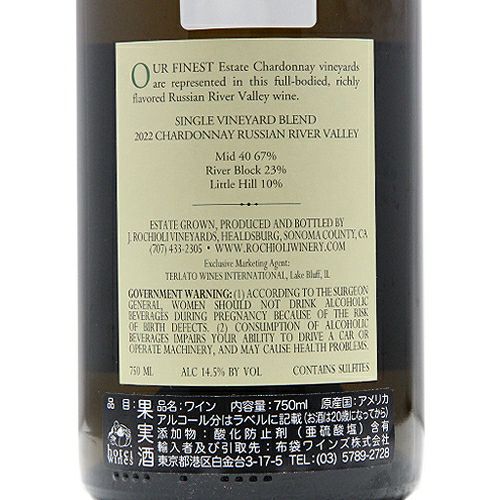 OUR FINEST Estate Chardonnay vineyards
are represented in this full-bodied, richly
flavored Russian River Valley wine.
SINGLE VINEYARD BLEND
2022 CHARDONNAY RUSSIAN RIVER VALLEY
Mid 40 67%
River Block 23%
Little Hill 10%
ESTATE GROWN, PRODUCED AND BOTTLED BY
J. ROCHIOLI VINEYARDS, HEALDSBURG, SONOMA COUNTY, CA
(707) 433-2305 • WWW.ROCHIOLIWINERY.COM
Exclusive Marketing Agent:
TERLATO WINES INTERNATIONAL, Lake Bluff, IL
GOVERNMENT WARNING: (1) ACCORDING TO THE SURGEON
GENERAL, WOMEN SHOULD NOT DRINK ALCOHOLIC
BEVERAGES DURING PREGNANCY BECAUSE OF THE RISK
OF BIRTH DEFECTS. (2) CONSUMPTION OF ALCOHOLIC
BEVERAGES IMPAIRS YOUR ABILITY TO DRIVE A CAR OR
OPERATE MACHINERY, AND MAY CAUSE HEALTH PROBLEMS.
750 ML ALC 14.5% BY VOL CONTAINS SULFITES
品目:果実酒
hotei
WINES
品名:ワイン 内容量:750ml 原産国:アメリカ
アルコール分はラベルに記載(お酒は20歳になってから)
添加物:酸化防止剤(亜硫酸塩)含有
輸入者及び引取先:布袋ワインズ株式会社
東京都港区白金台3-17-5 TEL(03) 5789-2728